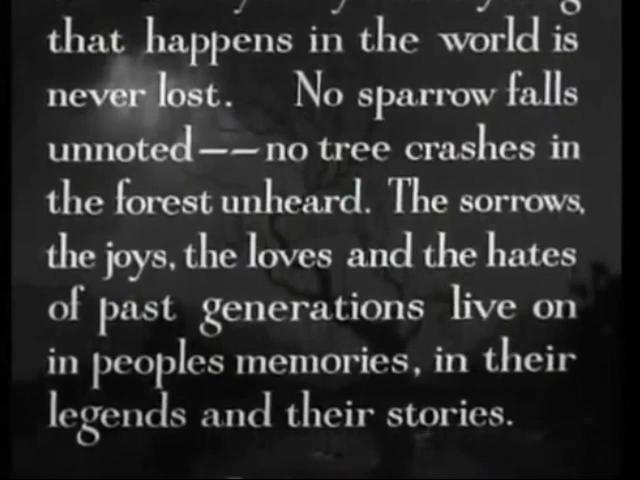 that happens in the world is
never lost. No sparrow falls
unnoted——no tree crashes in
the forest unheard. The sorrows,
the joys, the loves and the hates
of past generations live on
in peoples memories, in their
legends and their stories.